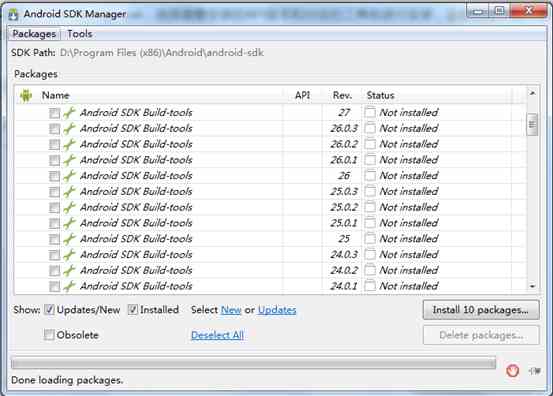 Android SDK Manager
Packages Tools
SDK Path: D:\Program Files (x86)\Android\android-sdk
Packages
Name API Rev. Status
Android SDK Build-tools 27 Not installed
Android SDK Build-tools 26.0.3 Not installed
Android SDK Build-tools 26.0.2 Not installed
Android SDK Build-tools 26.0.1 Not installed
Android SDK Build-tools 26 Not installed
Android SDK Build-tools 25.0.3 Not installed
Android SDK Build-tools 25.0.2 Not installed
Android SDK Build-tools 25.0.1 Not installed
Android SDK Build-tools 25 Not installed
Android SDK Build-tools 24.0.3 Not installed
Android SDK Build-tools 24.0.2 Not installed
Android SDK Build-tools 24.0.1 Not installed
Show: Updates/New Installed Select New or Updates Install 10 packages...
Obsolete Deselect All Delete packages...
Done loading packages.